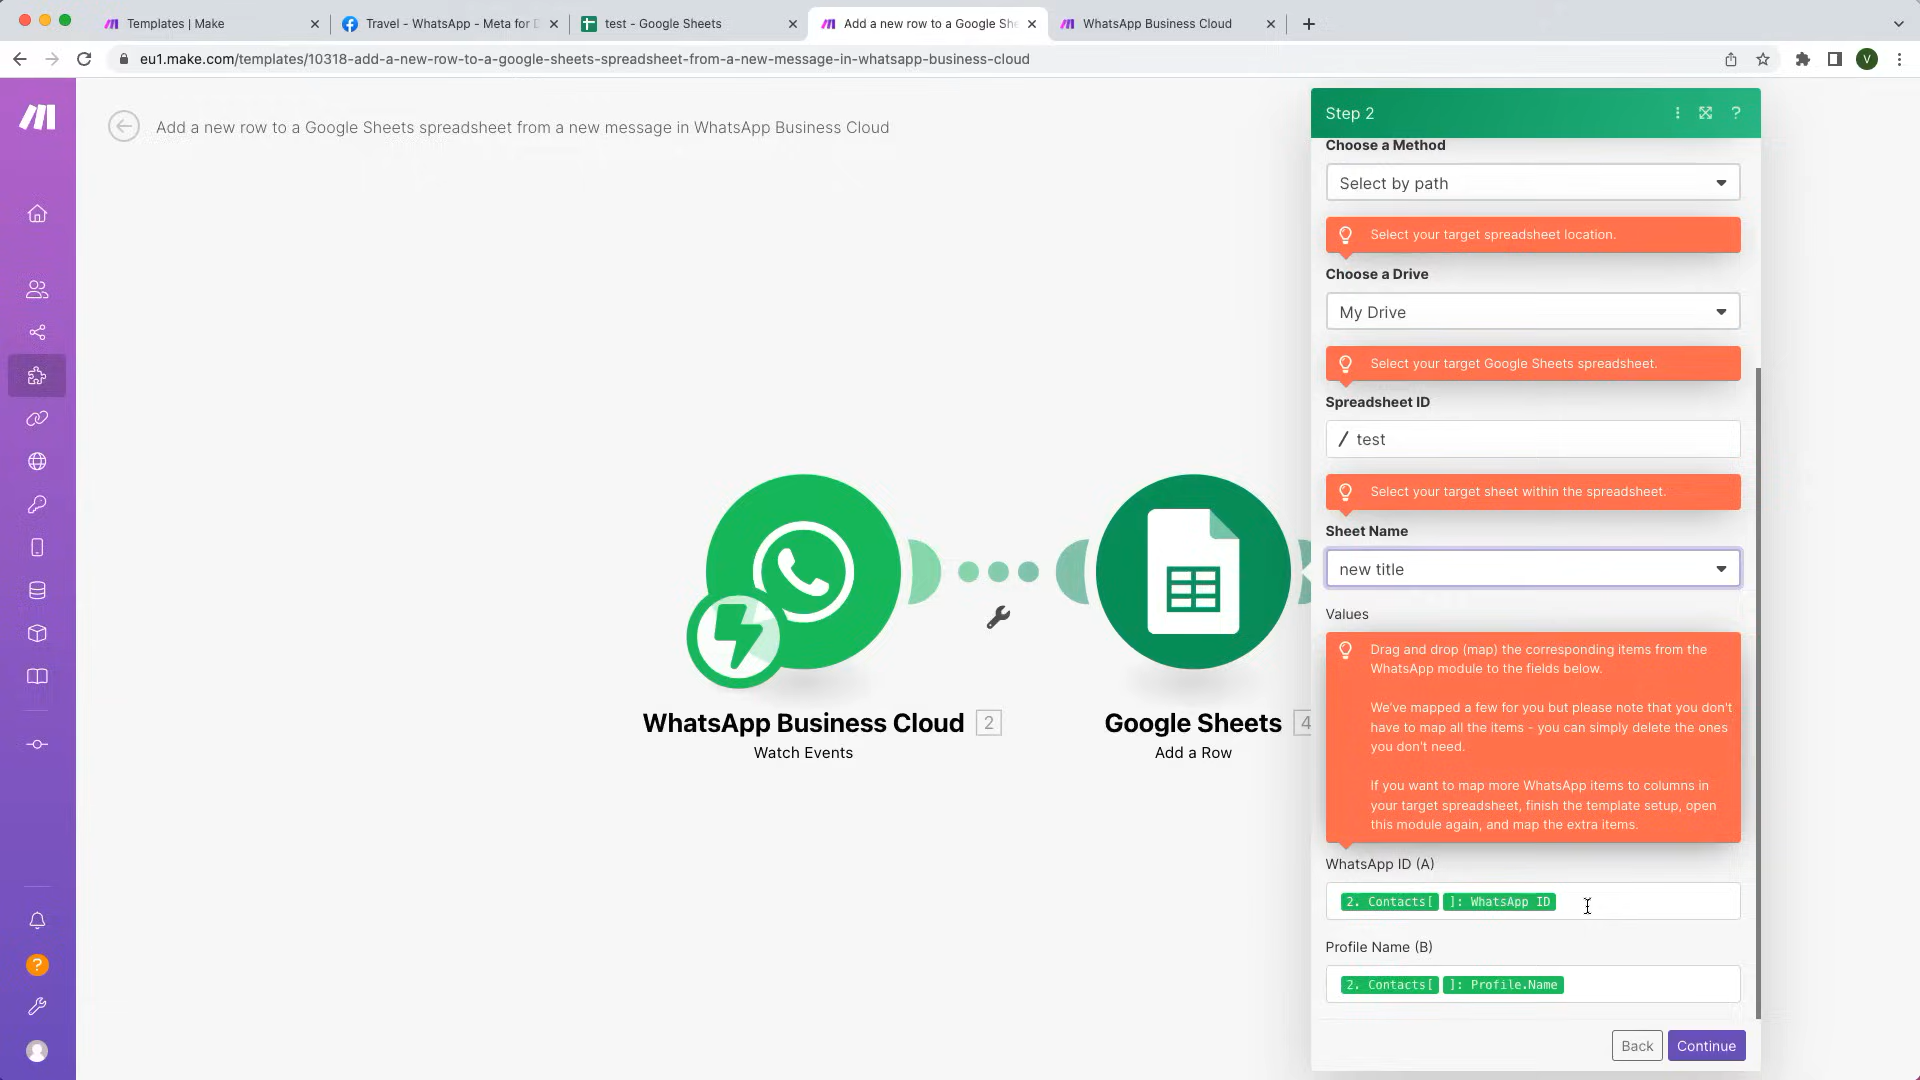 Templates | Make
Travel - WhatsApp - Meta for D
test - Google Sheets
Add a new row to a Google She
WhatsApp Business Cloud
eu1.make.com/templates/10318-add-a-new-row-to-a-google-sheets-spreadsheet-from-a-new-message-in-whatsapp-business-cloud
V
Add a new row to a Google Sheets spreadsheet from a new message in WhatsApp Business Cloud
Step 2
?
Choose a Method
Select by path
Select your target spreadsheet location.
Choose a Drive
My Drive
Select your target Google Sheets spreadsheet.
Spreadsheet ID
/ test
Select your target sheet within the spreadsheet.
Sheet Name
new title
Values
Drag and drop (map) the corresponding items from the
WhatsApp module to the fields below.
We've mapped a few for you but please note that you don't
have to map all the items - you can simply delete the ones
you don't need.
If you want to map more WhatsApp items to columns in
your target spreadsheet, finish the template setup, open
this module again, and map the extra items.
WhatsApp ID (A)
2. Contacts[ ]: WhatsApp ID
Profile Name (B)
2. Contacts[ ]: Profile.Name
Back
Continue
WhatsApp Business Cloud 2
Watch Events
Google Sheets 4
Add a Row
?